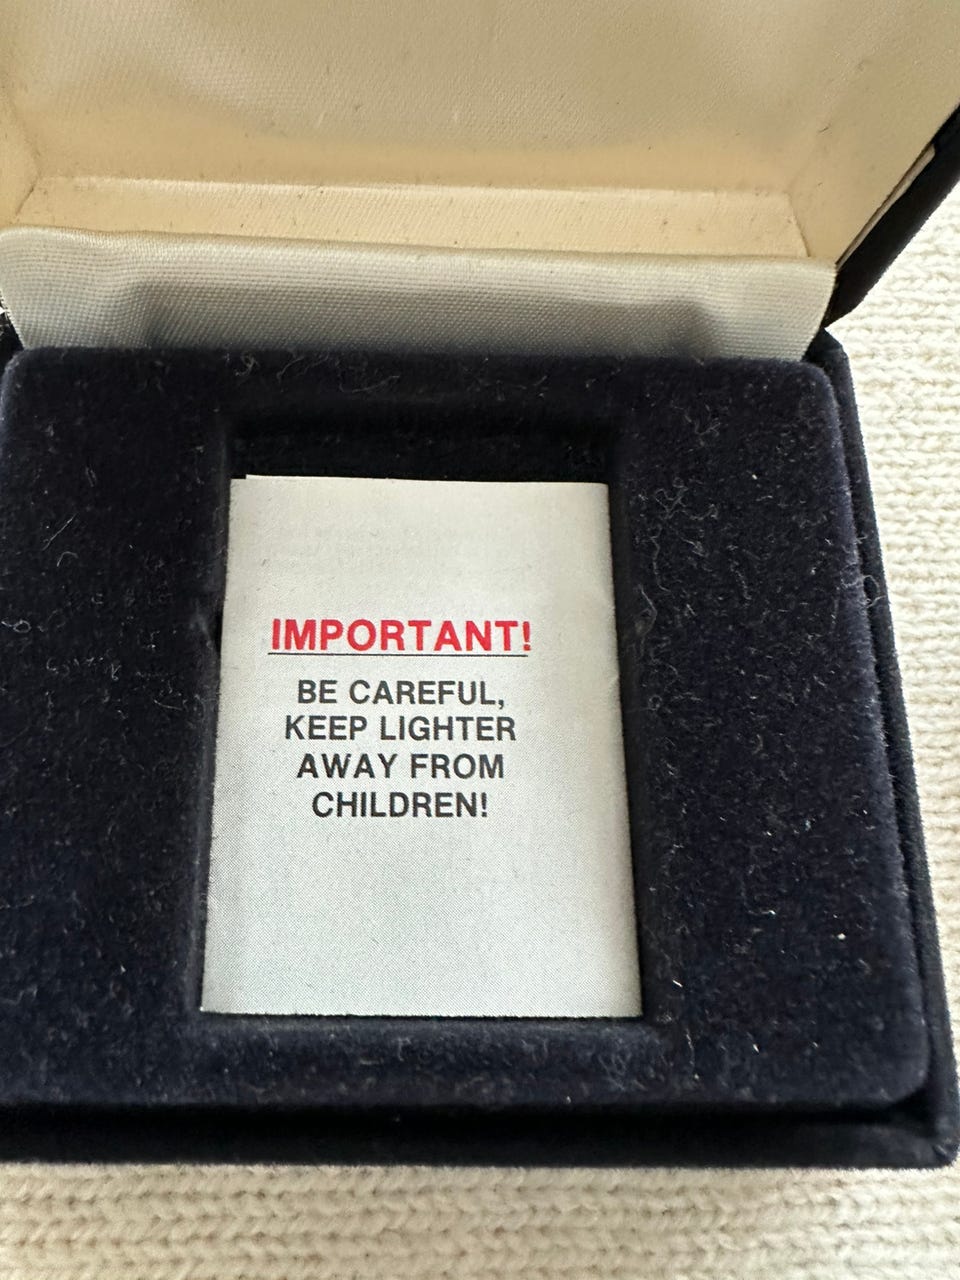 IMPORTANT!
BE CAREFUL,
KEEP LIGHTER
AWAY FROM
CHILDREN!